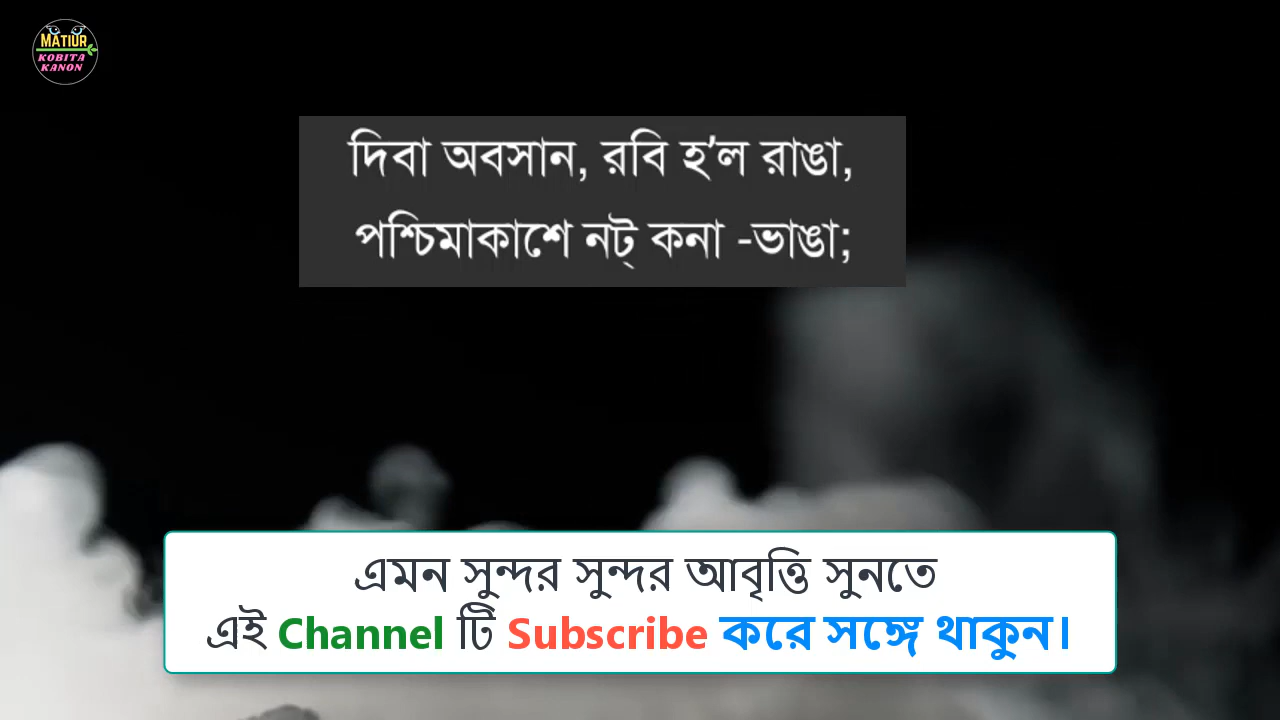 MATIUR
KOBITA
KANON
দিবা অবসান, রবি হ'ল রাঙা,
পশ্চিমাকাশে নট্ কনা -ভাঙা;
এমন সুন্দর সুন্দর আবৃত্তি সুনতে
এই Channel টি Subscribe করে সঙ্গে থাকুন।